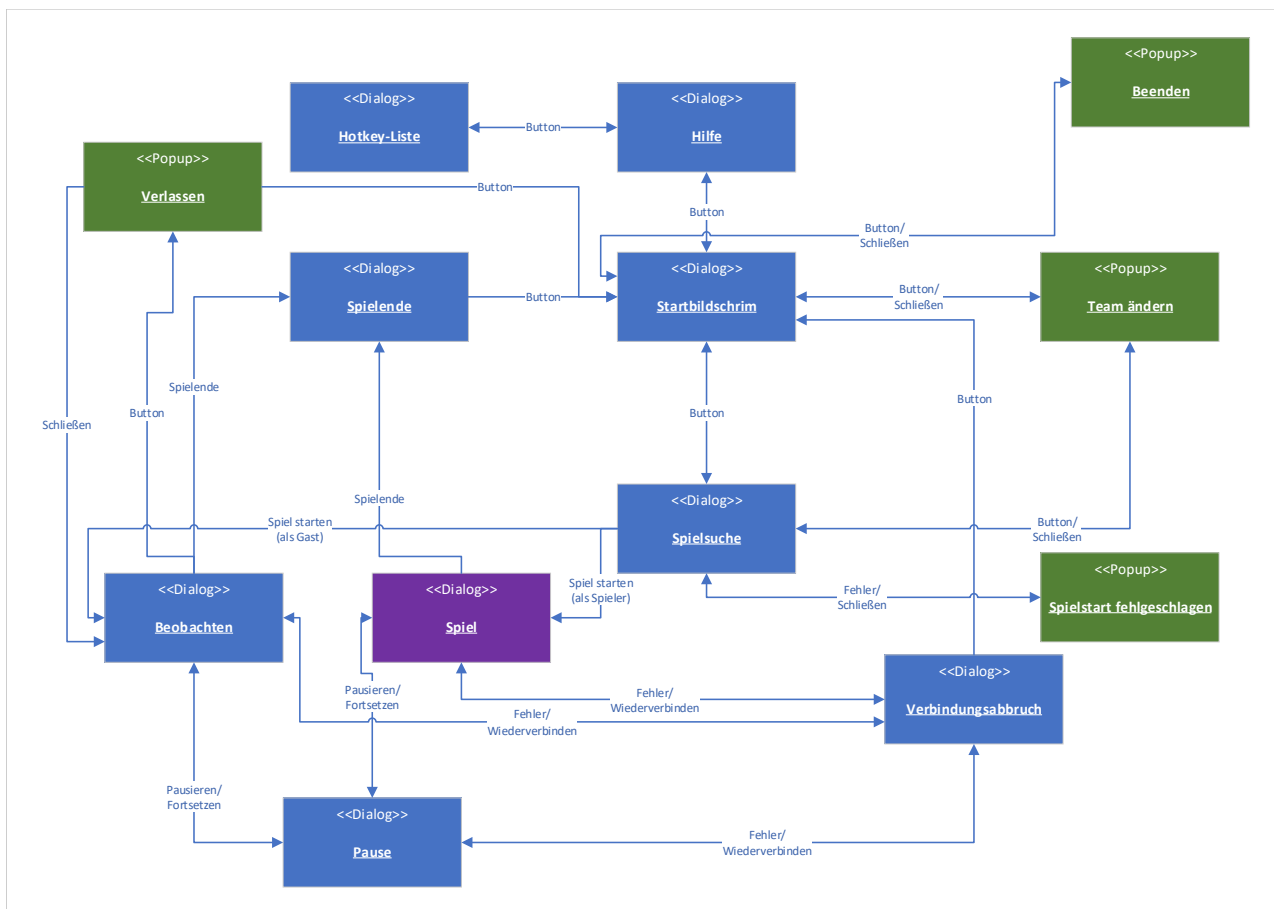 <<Popup>>
Beenden
<<Dialog>>
Hotkey-Liste
Button
<<Dialog>>
Hilfe
<<Popup>>
Verlassen
Button
Button
Button/
Schließen
<<Dialog>>
Spielende
Button
<<Dialog>>
Startbildschrim
Button/
Schließen
<<Popup>>
Team ändern
Spielende
Button
Schließen
Button
Button
Spielende
<<Dialog>>
Spielsuche
Spiel starten
(als Gast)
Button/
Schließen
<<Dialog>>
Beobachten
<<Dialog>>
Spiel
Spiel starten
(als Spieler)
Fehler/
Schließen
<<Popup>>
Spielstart fehlgeschlagen
<<Dialog>>
Verbindungsabbruch
Pausieren/
Fortsetzen
Fehler/
Wiederverbinden
Fehler/
Wiederverbinden
Pausieren/
Fortsetzen
<<Dialog>>
Pause
Fehler/
Wiederverbinden